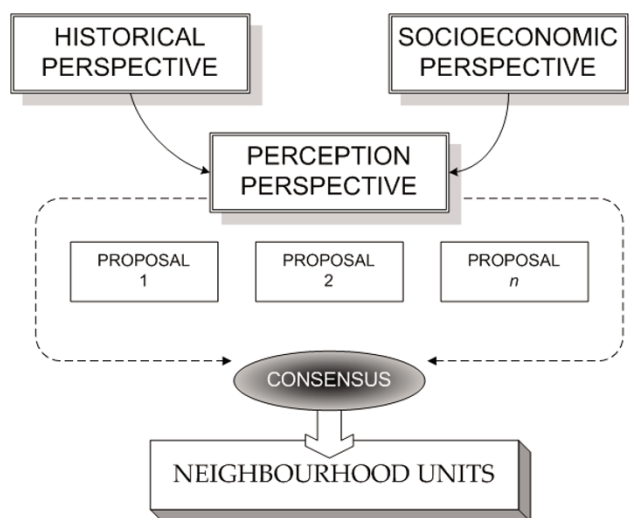 HISTORICAL
PERSPECTIVE
SOCIOECONOMIC
PERSPECTIVE
PERCEPTION
PERSPECTIVE
PROPOSAL
1
PROPOSAL
2
PROPOSAL
n
CONSENSUS
NEIGHBOURHOOD UNITS